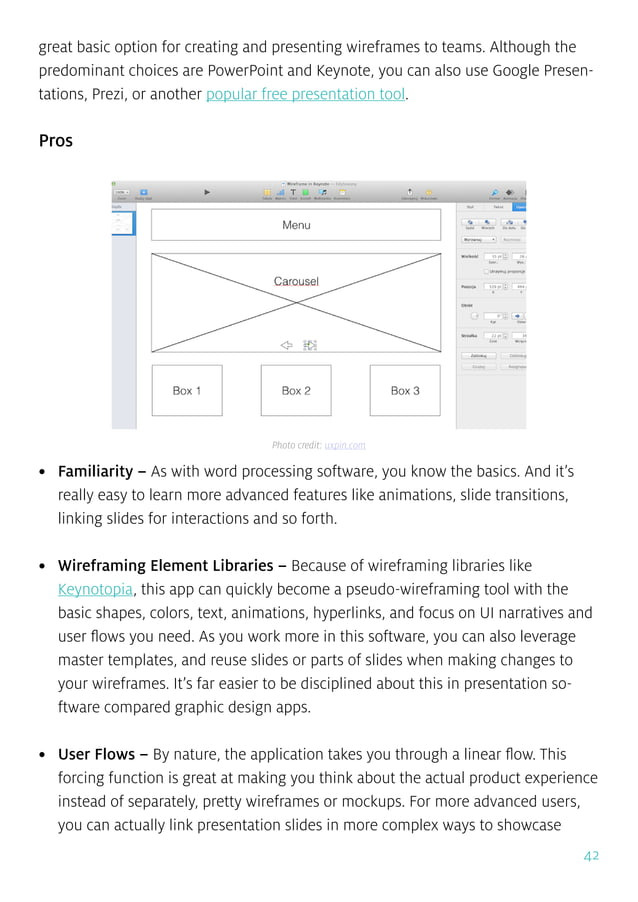 great basic option for creating and presenting wireframes to teams. Although the
predominant choices are PowerPoint and Keynote, you can also use Google Presen-
tations, Prezi, or another popular free presentation tool.
Pros
Wireframe in Keynote
Menu
Carousel
Box 1
Box 2
Box 3
Photo credit: uxpin.com
• Familiarity – As with word processing software, you know the basics. And it’s
really easy to learn more advanced features like animations, slide transitions,
linking slides for interactions and so forth.
• Wireframing Element Libraries – Because of wireframing libraries like
Keynotopia, this app can quickly become a pseudo-wireframing tool with the
basic shapes, colors, text, animations, hyperlinks, and focus on UI narratives and
user flows you need. As you work more in this software, you can also leverage
master templates, and reuse slides or parts of slides when making changes to
your wireframes. It’s far easier to be disciplined about this in presentation so-
ftware compared graphic design apps.
• User Flows – By nature, the application takes you through a linear flow. This
forcing function is great at making you think about the actual product experience
instead of separately, pretty wireframes or mockups. For more advanced users,
you can actually link presentation slides in more complex ways to showcase
42